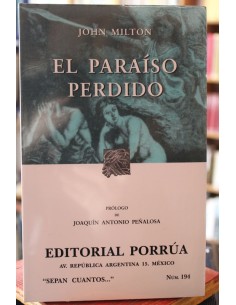 JOHN MILTON
EL PARAÍSO
PERDIDO
PRÓLOGO
DE
JOAQUÍN ANTONIO PEÑALOSA
EDITORIAL PORRÚA
AV. REPÚBLICA ARGENTINA 15. MÉXICO
"SEPAN CUANTOS..." NÚM. 194